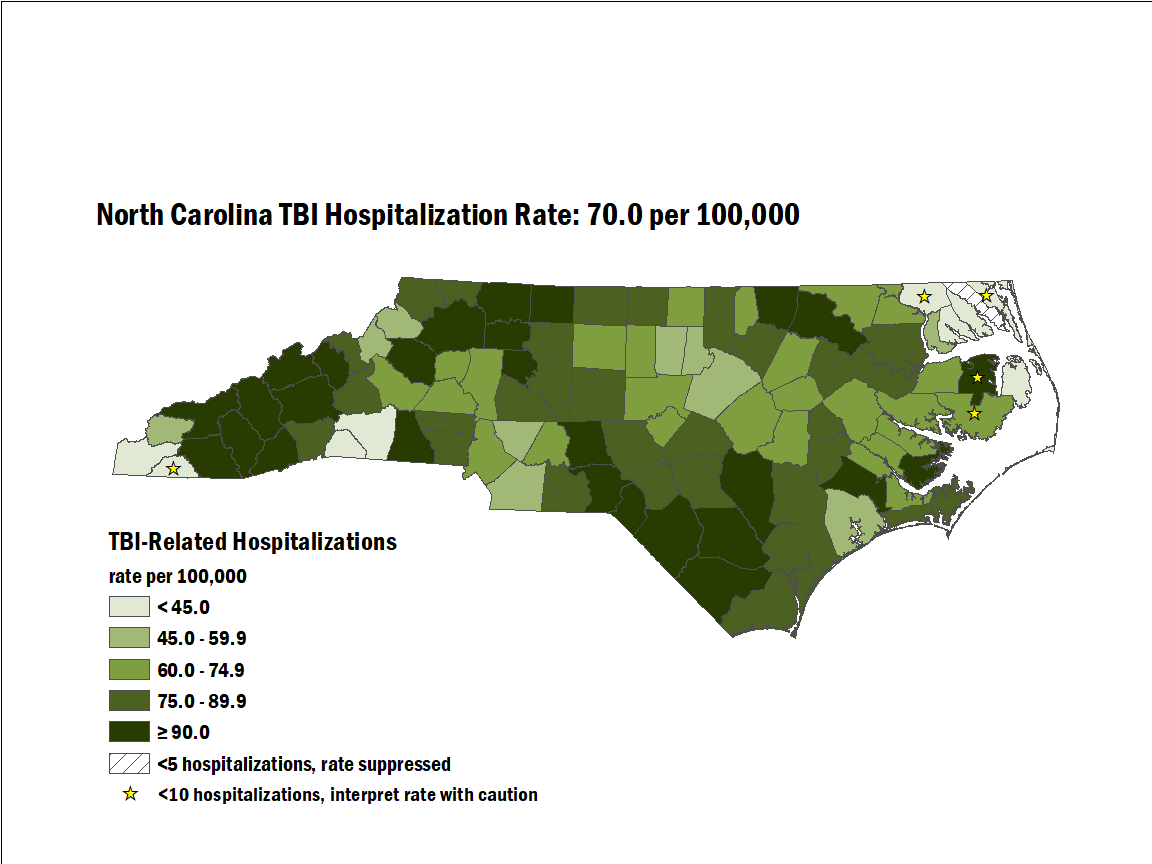 North Carolina TBI Hospitalization Rate: 70.0 per 100,000
TBI-Related Hospitalizations
rate per 100,000
< 45.0
45.0 - 59.9
60.0 - 74.9
75.0 - 89.9
≥ 90.0
<5 hospitalizations, rate suppressed
<10 hospitalizations, interpret rate with caution